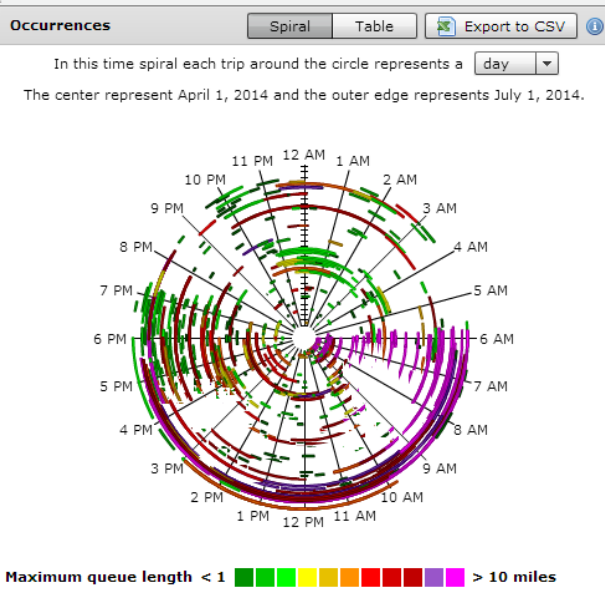 Occurrences Spiral Table Export to CSV
In this time spiral each trip around the circle represents a day
The center represent April 1, 2014 and the outer edge represents July 1, 2014.
12 AM
11 PM 1 AM
10 PM 2 AM
9 PM 3 AM
8 PM 4 AM
7 PM 5 AM
6 PM 6 AM
5 PM 7 AM
4 PM 8 AM
3 PM 9 AM
2 PM 10 AM
1 PM 12 PM 11 AM
Maximum queue length < 1 > 10 miles